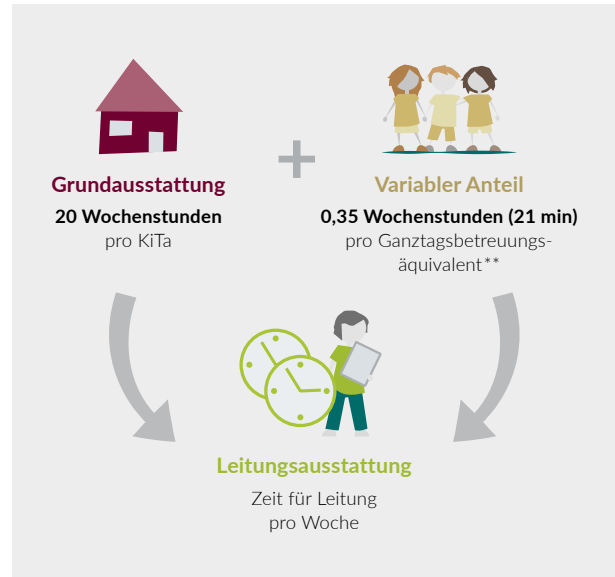 +
Grundausstattung
20 Wochenstunden
pro KiTa
Variabler Anteil
0,35 Wochenstunden (21 min)
pro Ganztagsbetreuungs-
äquivalent**
Leitungsausstattung
Zeit für Leitung
pro Woche